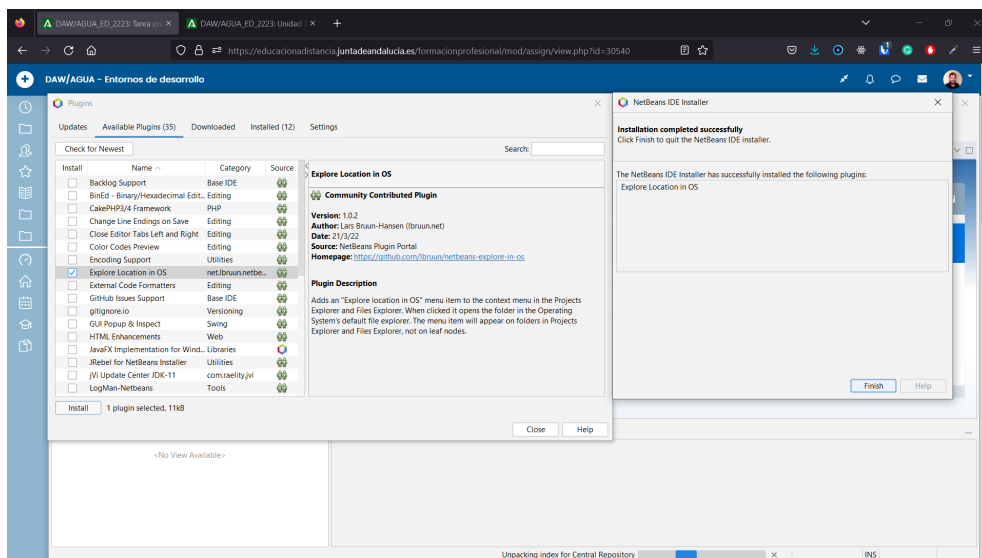 DAW/AGUA_ED_2223: Tarea on
DAW/AGUA_ED_2223: Unidad
https://educacionadistancia.juntadeandalucia.es/formacionprofesional/mod/assign/view.php?id=30540
DAW/AGUA - Entornos de desarrollo
Plugins
Updates Available Plugins (35) Downloaded Installed (12) Settings
Check for Newest Search:
Install Name Category Source
Backlog Support Base IDE
BinEd - Binary/Hexadecimal Edit... Editing
CakePHP3/4 Framework PHP
Change Line Endings on Save Editing
Close Editor Tabs Left and Right Editing
Color Codes Preview Editing
Encoding Support Utilities
Explore Location in OS net.lbruun.netbe...
External Code Formatters Editing
GitHub Issues Support Base IDE
gitignore.io Versioning
GUI Popup & Inspect Swing
HTML Enhancements Web
JavaFX Implementation for Wind... Libraries
JRebel for NetBeans Installer Utilities
jVi Update Center JDK-11 com.raelity.jvi
LogMan-Netbeans Tools
Explore Location in OS
Community Contributed Plugin
Version: 1.0.2
Author: Lars Bruun-Hansen (lbruun.net)
Date: 21/3/22
Source: NetBeans Plugin Portal
Homepage: https://github.com/lbruun/netbeans-explore-in-os
Plugin Description
Adds an "Explore location in OS" menu item to the context menu in the Projects
Explorer and Files Explorer. When clicked it opens the folder in the Operating
System's default file explorer. The menu item will appear on folders in Projects
Explorer and Files Explorer, not on leaf nodes.
Install 1 plugin selected, 11kB
Close Help
NetBeans IDE Installer
Installation completed successfully
Click Finish to quit the NetBeans IDE installer.
The NetBeans IDE Installer has successfully installed the following plugins:
Explore Location in OS
Finish Help
<No View Available>
Unpacking index for Central Repository INS